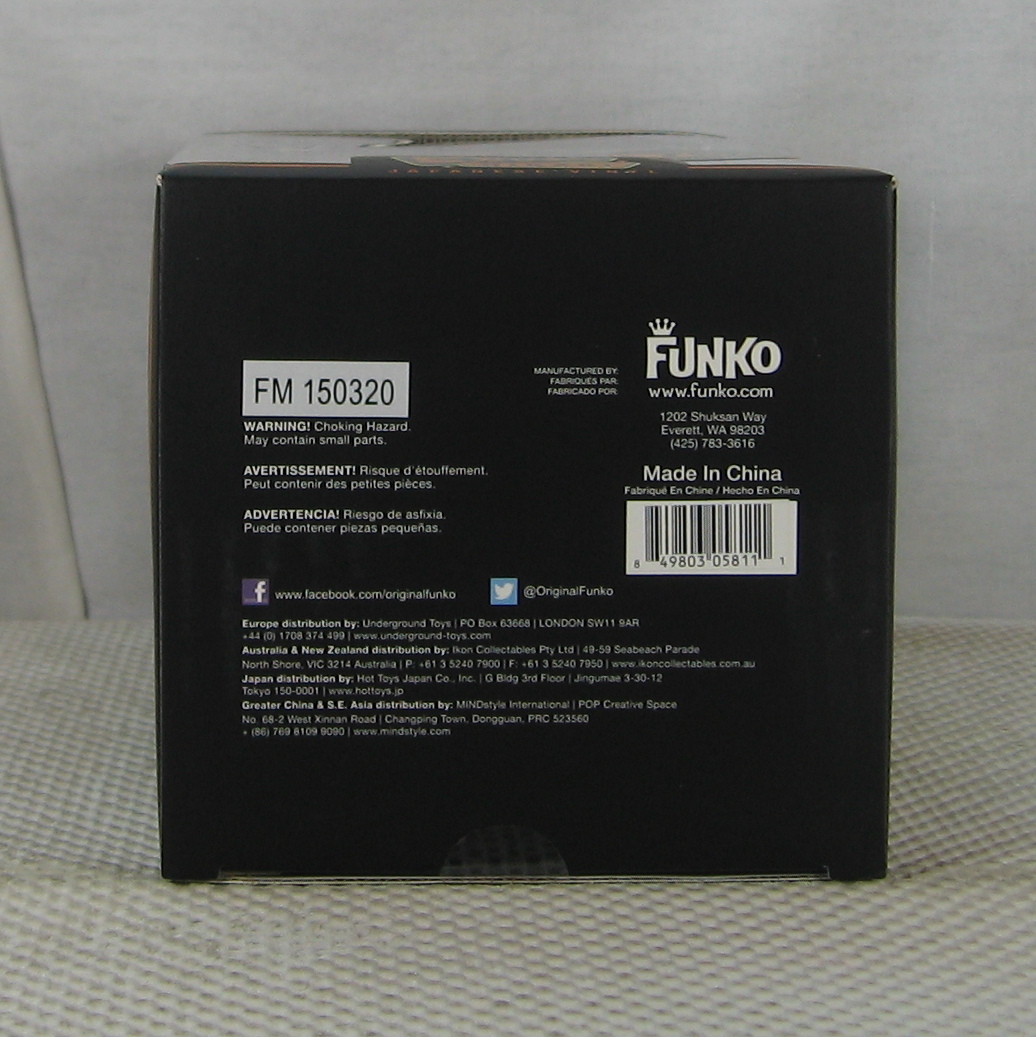 JAPANESE VINYL
FM 150320
WARNING! Choking Hazard.
May contain small parts.
AVERTISSEMENT! Risque d'étouffement.
Peut contenir des petites pièces.
ADVERTENCIA! Riesgo de asfixia.
Puede contener piezas pequeñas.
MANUFACTURED BY:
FABRIQUÉS PAR:
FABRICADO POR:
FUNKO
www.funko.com
1202 Shuksan Way
Everett, WA 98203
(425) 783-3616
Made In China
Fabriqué En Chine / Hecho En China
8 49803 05811 1
f www.facebook.com/originalfunko @OriginalFunko
Europe distribution by: Underground Toys | PO Box 63668 | LONDON SW11 9AR
+44 (0) 1708 374 499 | www.underground-toys.com
Australia & New Zealand distribution by: Ikon Collectables Pty Ltd | 49-59 Seabeach Parade
North Shore, VIC 3214 Australia | P: +61 3 5240 7900 | F: +61 3 5240 7950 | www.ikoncollectables.com.au
Japan distribution by: Hot Toys Japan Co., Inc. | G Bldg 3rd Floor | Jingumae 3-30-12
Tokyo 150-0001 | www.hottoys.jp
Greater China & S.E. Asia distribution by: MINDstyle International | POP Creative Space
No. 68-2 West Xinnan Road | Changping Town, Dongguan, PRC 523560
+ (86) 769 8109 9090 | www.mindstyle.com